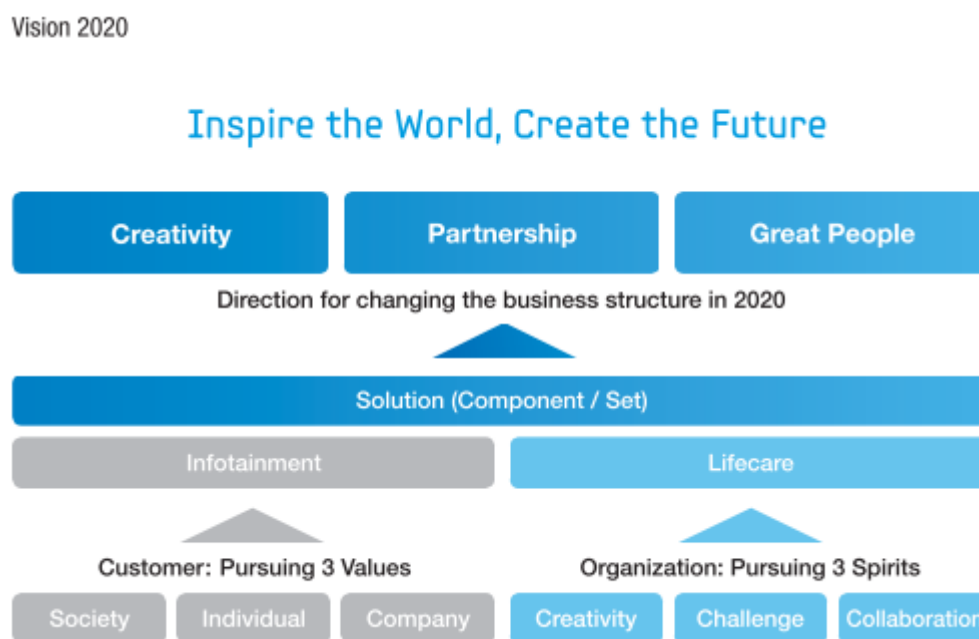 Vision 2020
Inspire the World, Create the Future
Creativity
Partnership
Great People
Direction for changing the business structure in 2020
Solution (Component / Set)
Infotainment
Lifecare
Customer: Pursuing 3 Values
Organization: Pursuing 3 Spirits
Society
Individual
Company
Creativity
Challenge
Collaboration